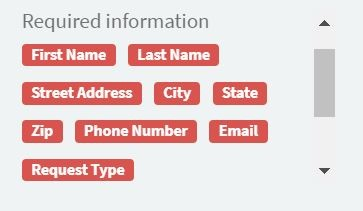 Required information
First Name Last Name
Street Address City State
Zip Phone Number Email
Request Type